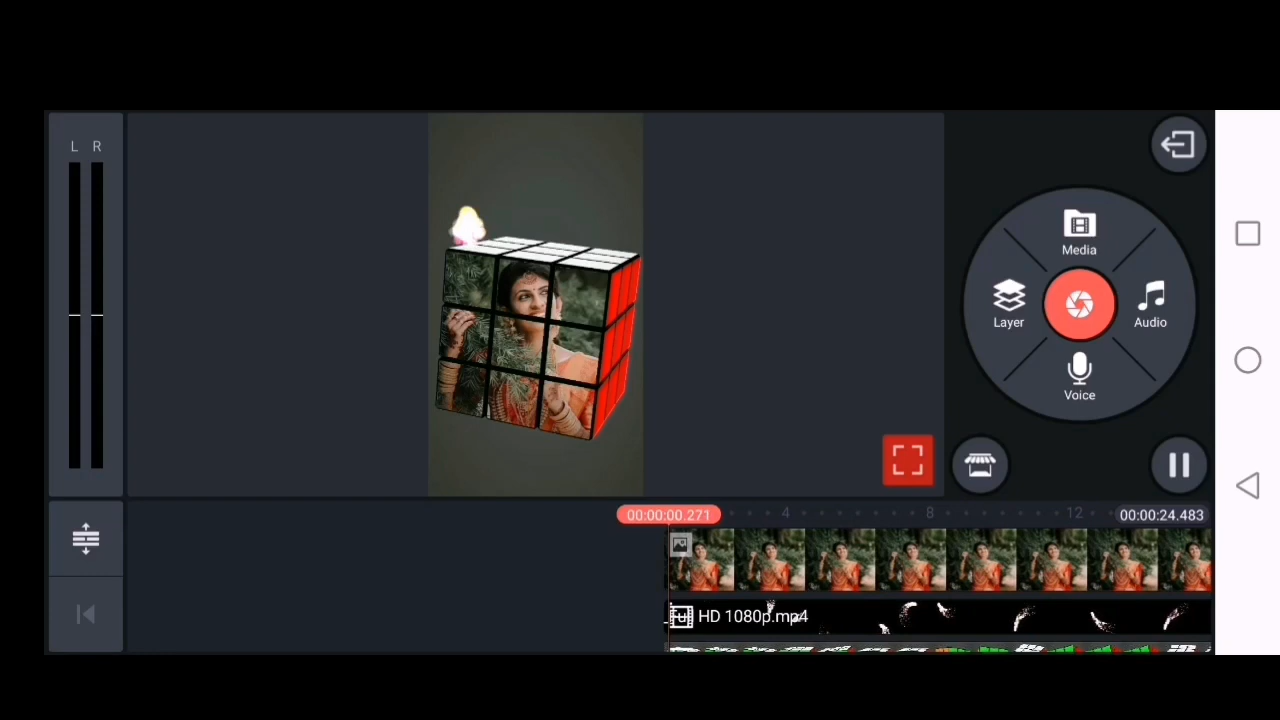 L R
Media
Layer
Audio
Voice
00:00:00.271
4
8
12
00:00:24.483
HD 1080p.mp4